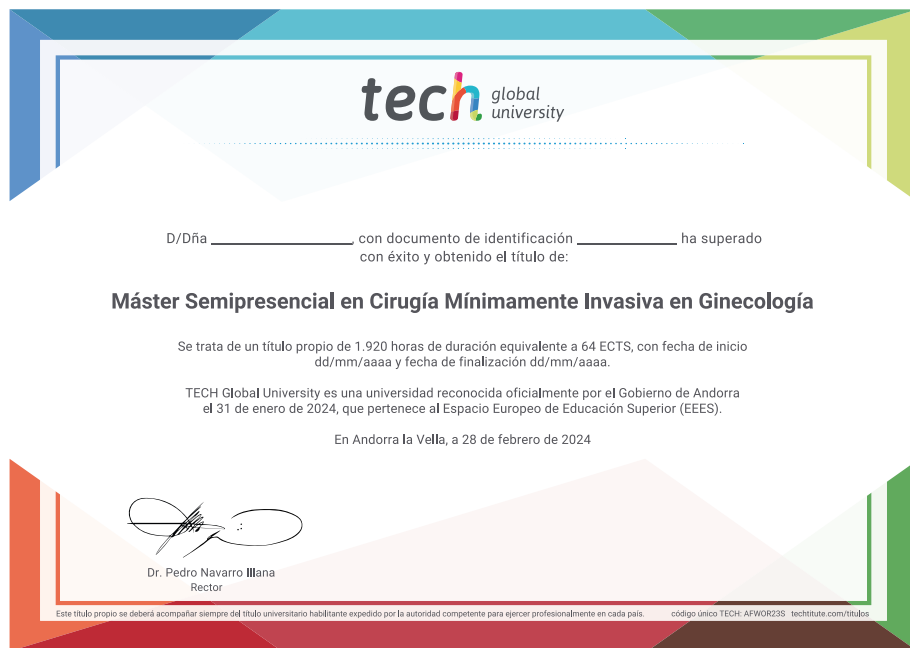 tech global university
D/Dña ____________, con documento de identificación ____________ ha superado
con éxito y obtenido el título de:
Máster Semipresencial en Cirugía Mínimamente Invasiva en Ginecología
Se trata de un título propio de 1.920 horas de duración equivalente a 64 ECTS, con fecha de inicio
dd/mm/aaaa y fecha de finalización dd/mm/aaaa.
TECH Global University es una universidad reconocida oficialmente por el Gobierno de Andorra
el 31 de enero de 2024, que pertenece al Espacio Europeo de Educación Superior (EEES).
En Andorra la Vella, a 28 de febrero de 2024
Dr. Pedro Navarro Illana
Rector
Este título propio se deberá acompañar siempre del título universitario habilitante expedido por la autoridad competente para ejercer profesionalmente en cada país. código único TECH: AFWOR23S techtitute.com/titulos